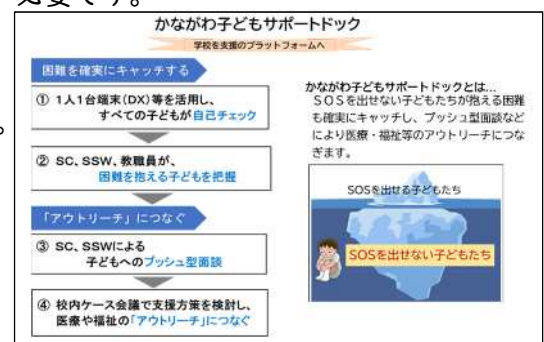 必要です。
。
かながわ子どもサポートドック
学校を支援のプラットフォームへ
困難を確実にキャッチする
① 1人1台端末(DX)等を活用し、
すべての子どもが自己チェック
② SC、SSW、教職員が、
困難を抱える子どもを把握
「アウトリーチ」につなぐ
③ SC、SSWによる
子どもへのプッシュ型面談
④ 校内ケース会議で支援方策を検討し、
医療や福祉の「アウトリーチ」につなぐ
かながわ子どもサポートドックとは…
SOSを出せない子どもたちが抱える困難
も確実にキャッチし、プッシュ型面談など
により医療・福祉等のアウトリーチにつな
ぎます。
SOSを出せる子どもたち
SOSを出せない子どもたち